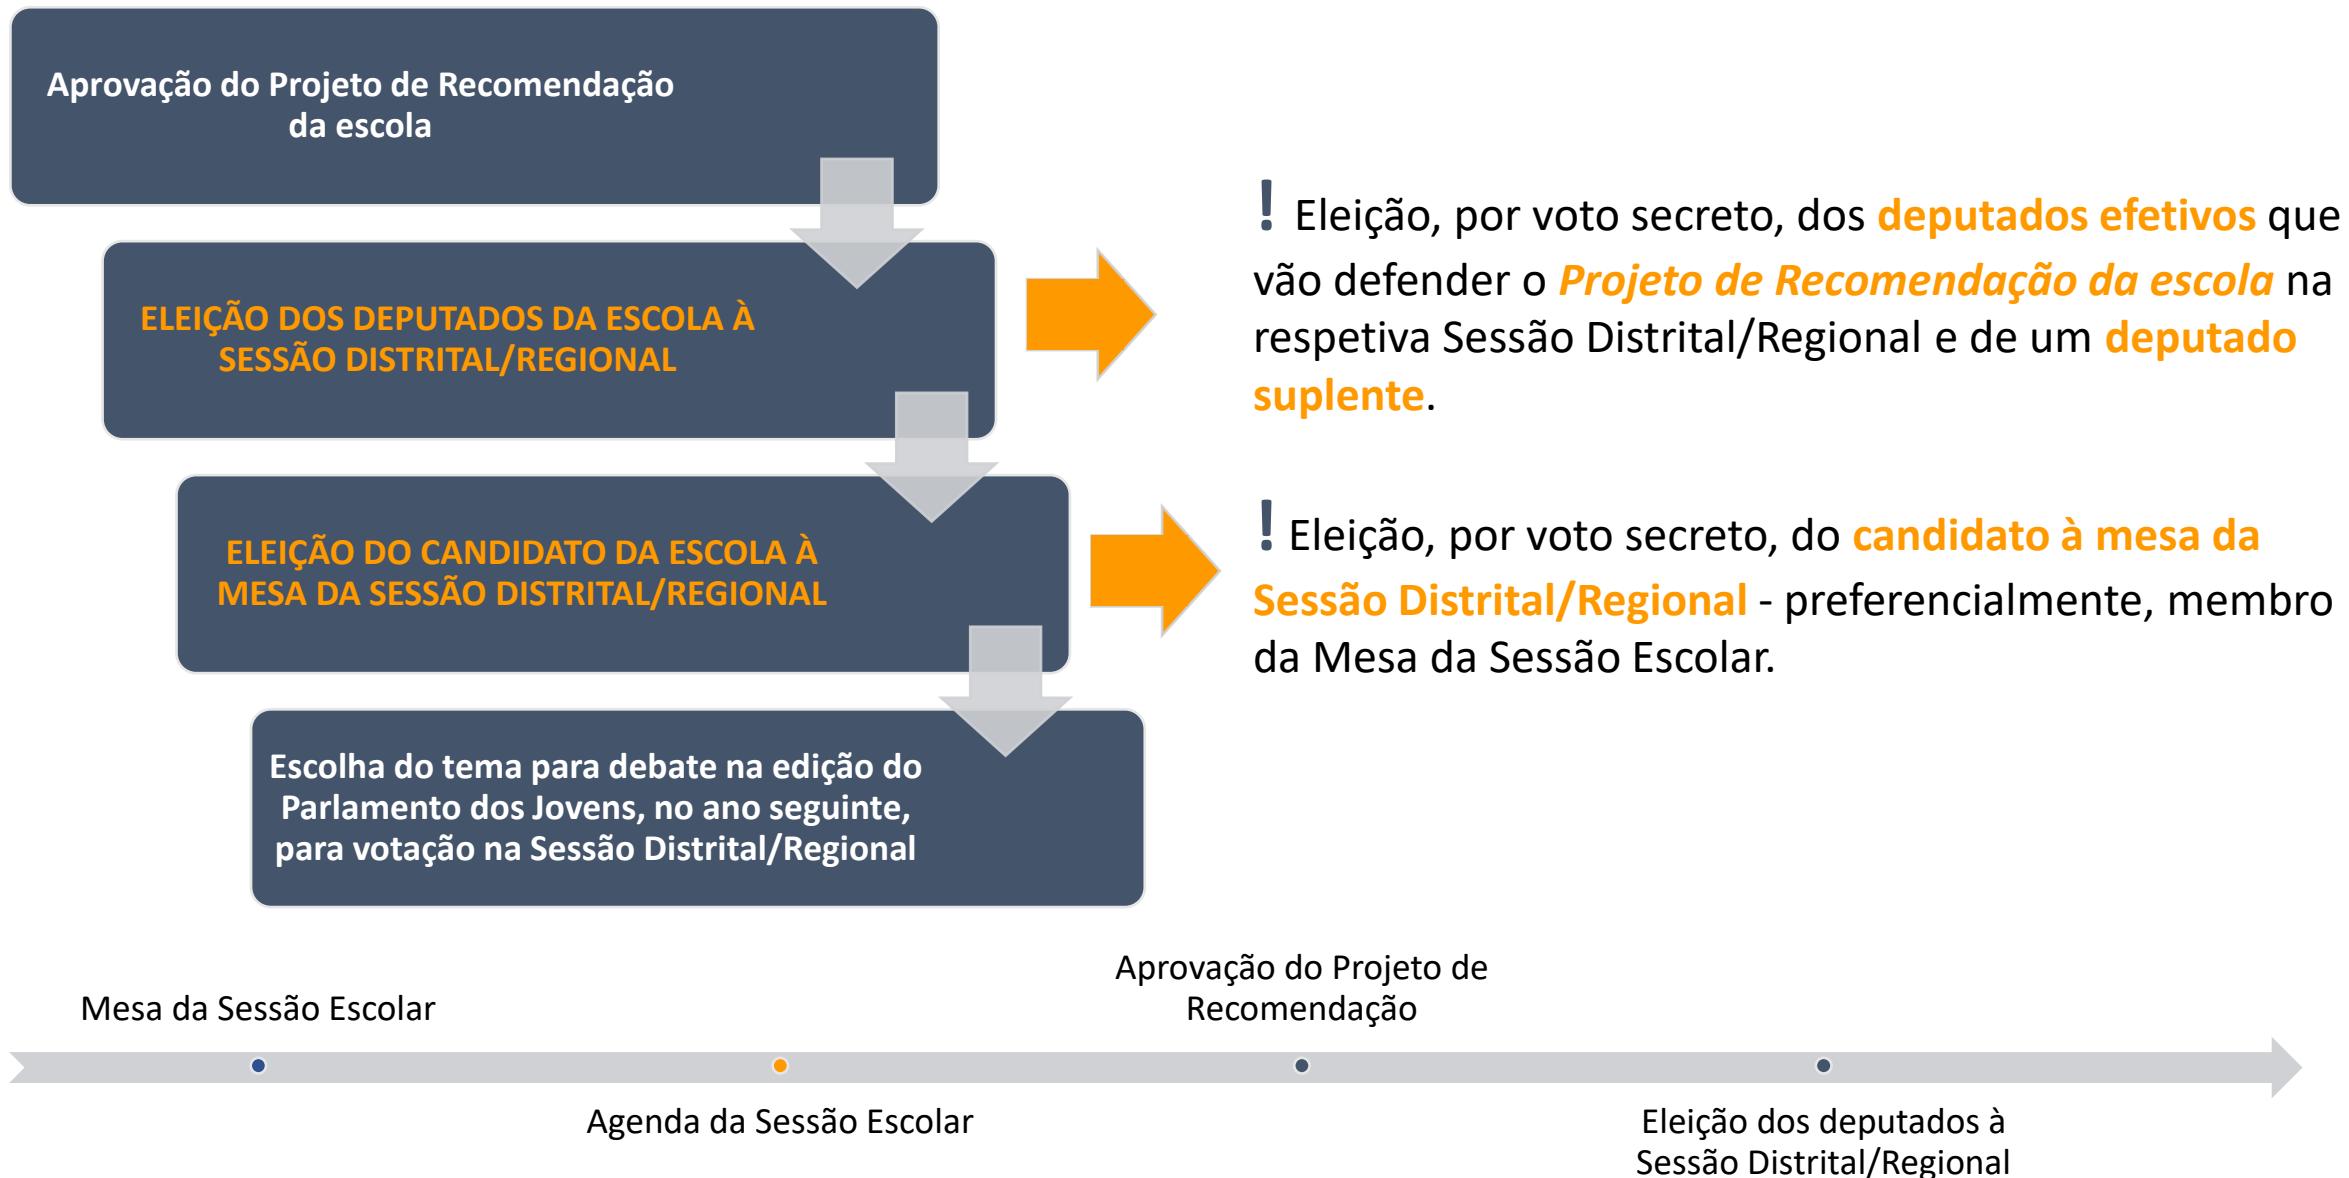 Aprovação do Projeto de Recomendação
da escola
ELEIÇÃO DOS DEPUTADOS DA ESCOLA À
SESSÃO DISTRITAL/REGIONAL
! Eleição, por voto secreto, dos deputados efetivos que
vão defender o Projeto de Recomendação da escola na
respetiva Sessão Distrital/Regional e de um deputado
suplente.
ELEIÇÃO DO CANDIDATO DA ESCOLA À
MESA DA SESSÃO DISTRITAL/REGIONAL
! Eleição, por voto secreto, do candidato à mesa da
Sessão Distrital/Regional - preferencialmente, membro
da Mesa da Sessão Escolar.
Escolha do tema para debate na edição do
Parlamento dos Jovens, no ano seguinte,
para votação na Sessão Distrital/Regional
Mesa da Sessão Escolar
Agenda da Sessão Escolar
Aprovação do Projeto de
Recomendação
Eleição dos deputados à
Sessão Distrital/Regional